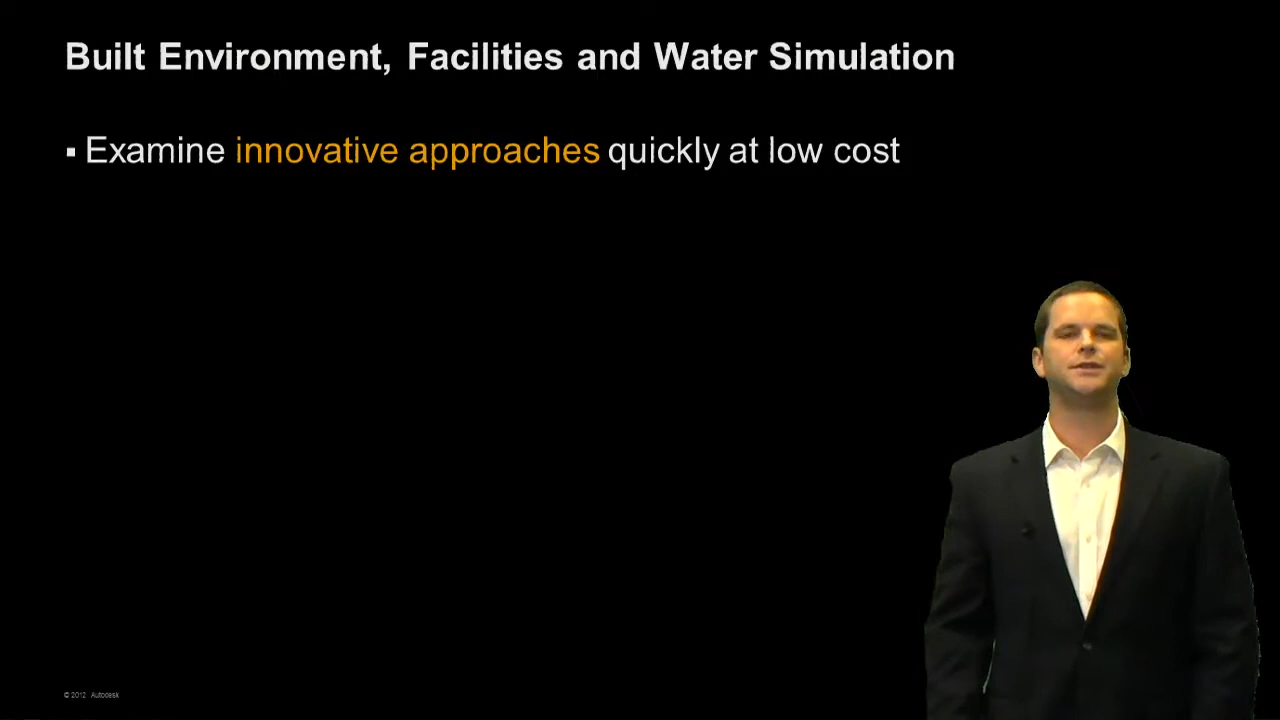 Built Environment, Facilities and Water Simulation
▪ Examine innovative approaches quickly at low cost
© 2012 Autodesk